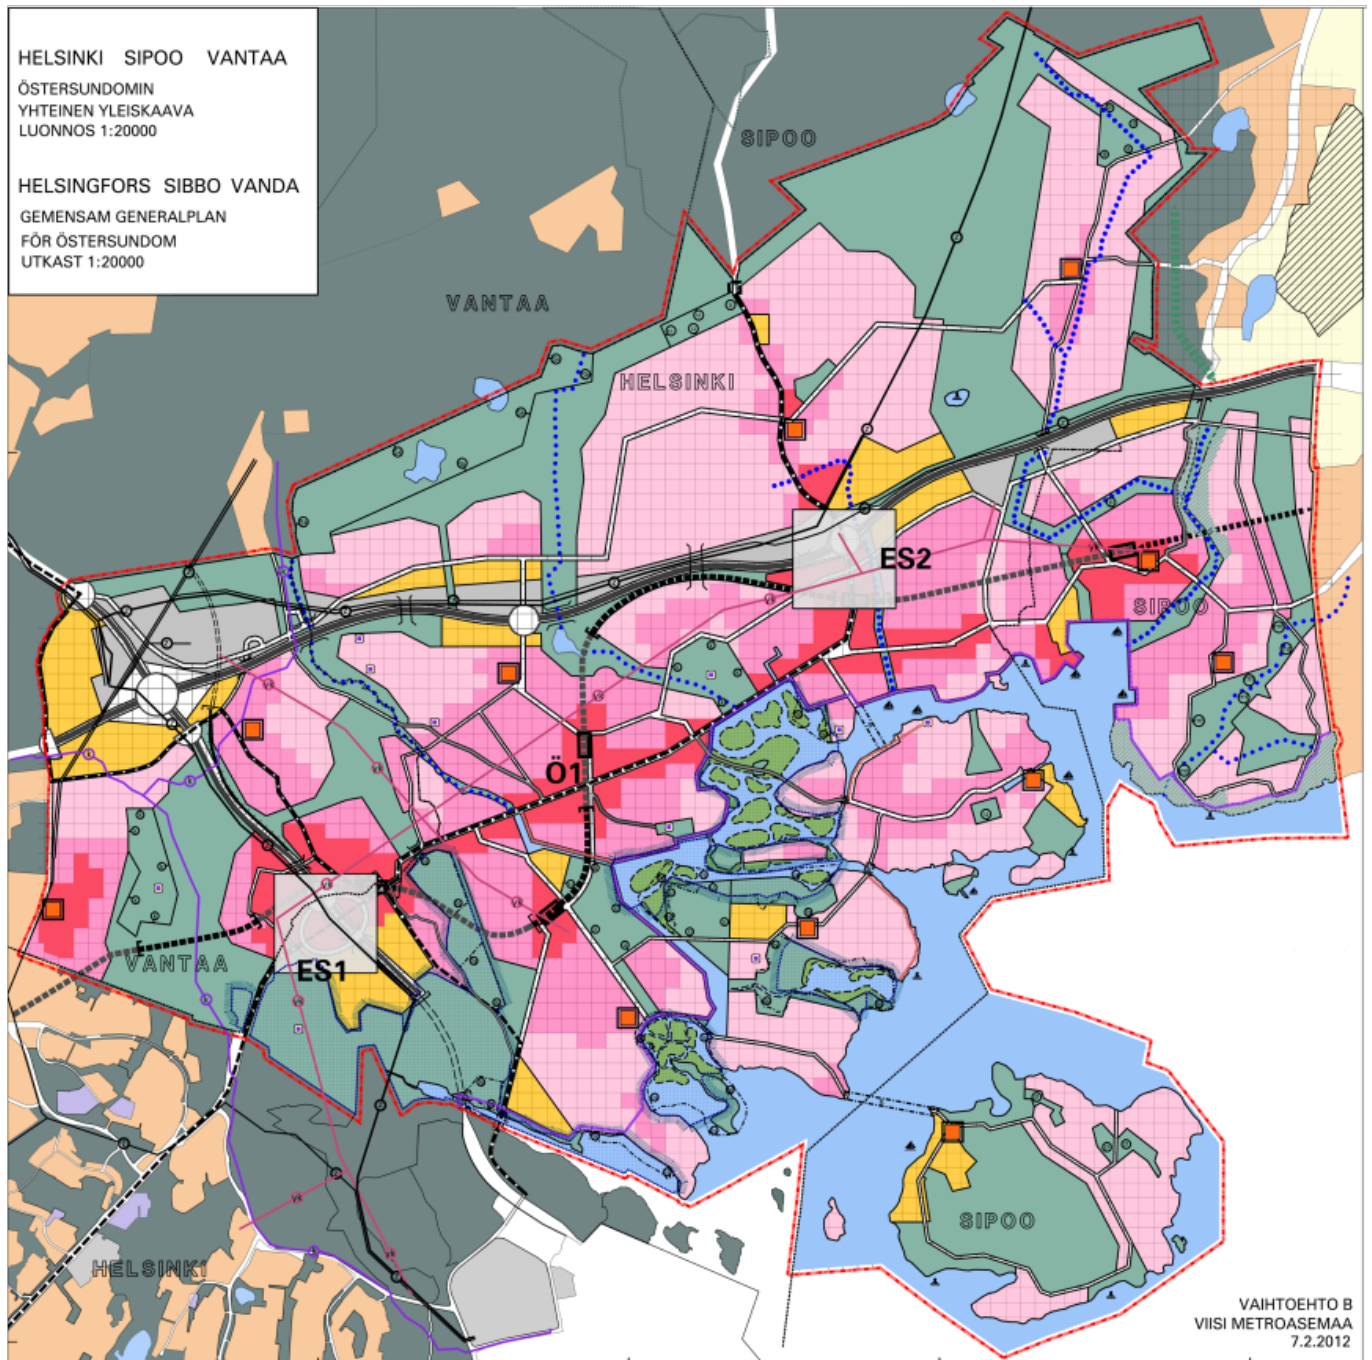 HELSINKI SIPOO VANTAA
ÖSTERSUNDOMIN
YHTEINEN YLEISKAAVA
LUONNOS 1:20000
HELSINGFORS SIBBO VANDA
GEMENSAM GENERALPLAN
FÖR ÖSTERSUNDOM
UTKAST 1:20000
SIPOO
VANTAA
HELSINKI
ES2
SIPOO
Ö1
VANTAA
ES1
SIPOO
HELSINKI
VAIHTOEHTO B
VIISI METROASEMAA
7.2.2012